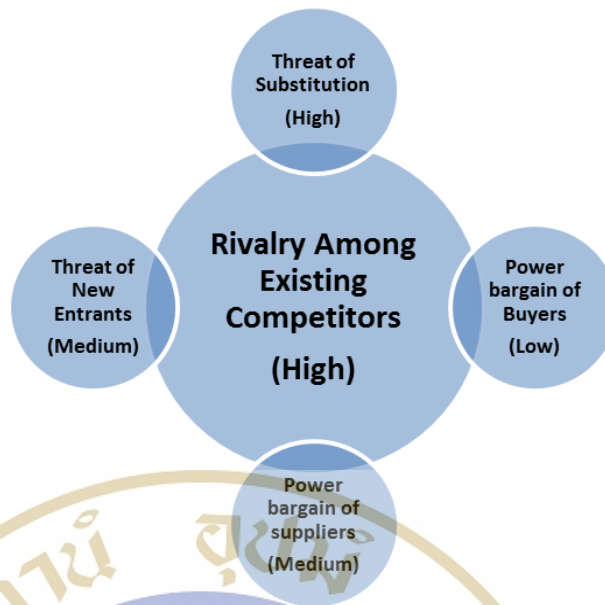 Threat of
Substitution
(High)
Rivalry Among
Existing
Competitors
(High)
Threat of
New
Entrants
(Medium)
Power
bargain of
Buyers
(Low)
Power
bargain of
suppliers
(Medium)